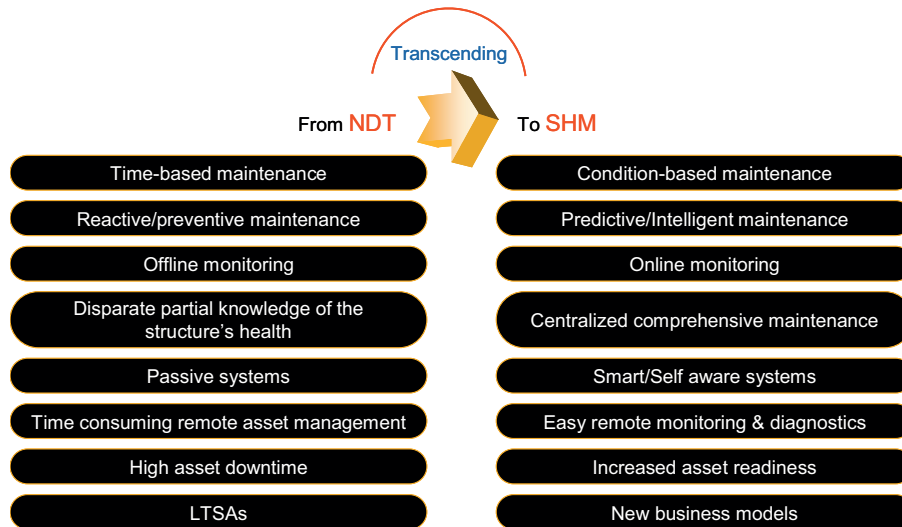 Transcending
From NDT
To SHM
Time-based maintenance
Condition-based maintenance
Reactive/preventive maintenance
Predictive/Intelligent maintenance
Offline monitoring
Online monitoring
Disparate partial knowledge of the
structure's health
Centralized comprehensive maintenance
Passive systems
Smart/Self aware systems
Time consuming remote asset management
Easy remote monitoring & diagnostics
High asset downtime
Increased asset readiness
LTSAs
New business models